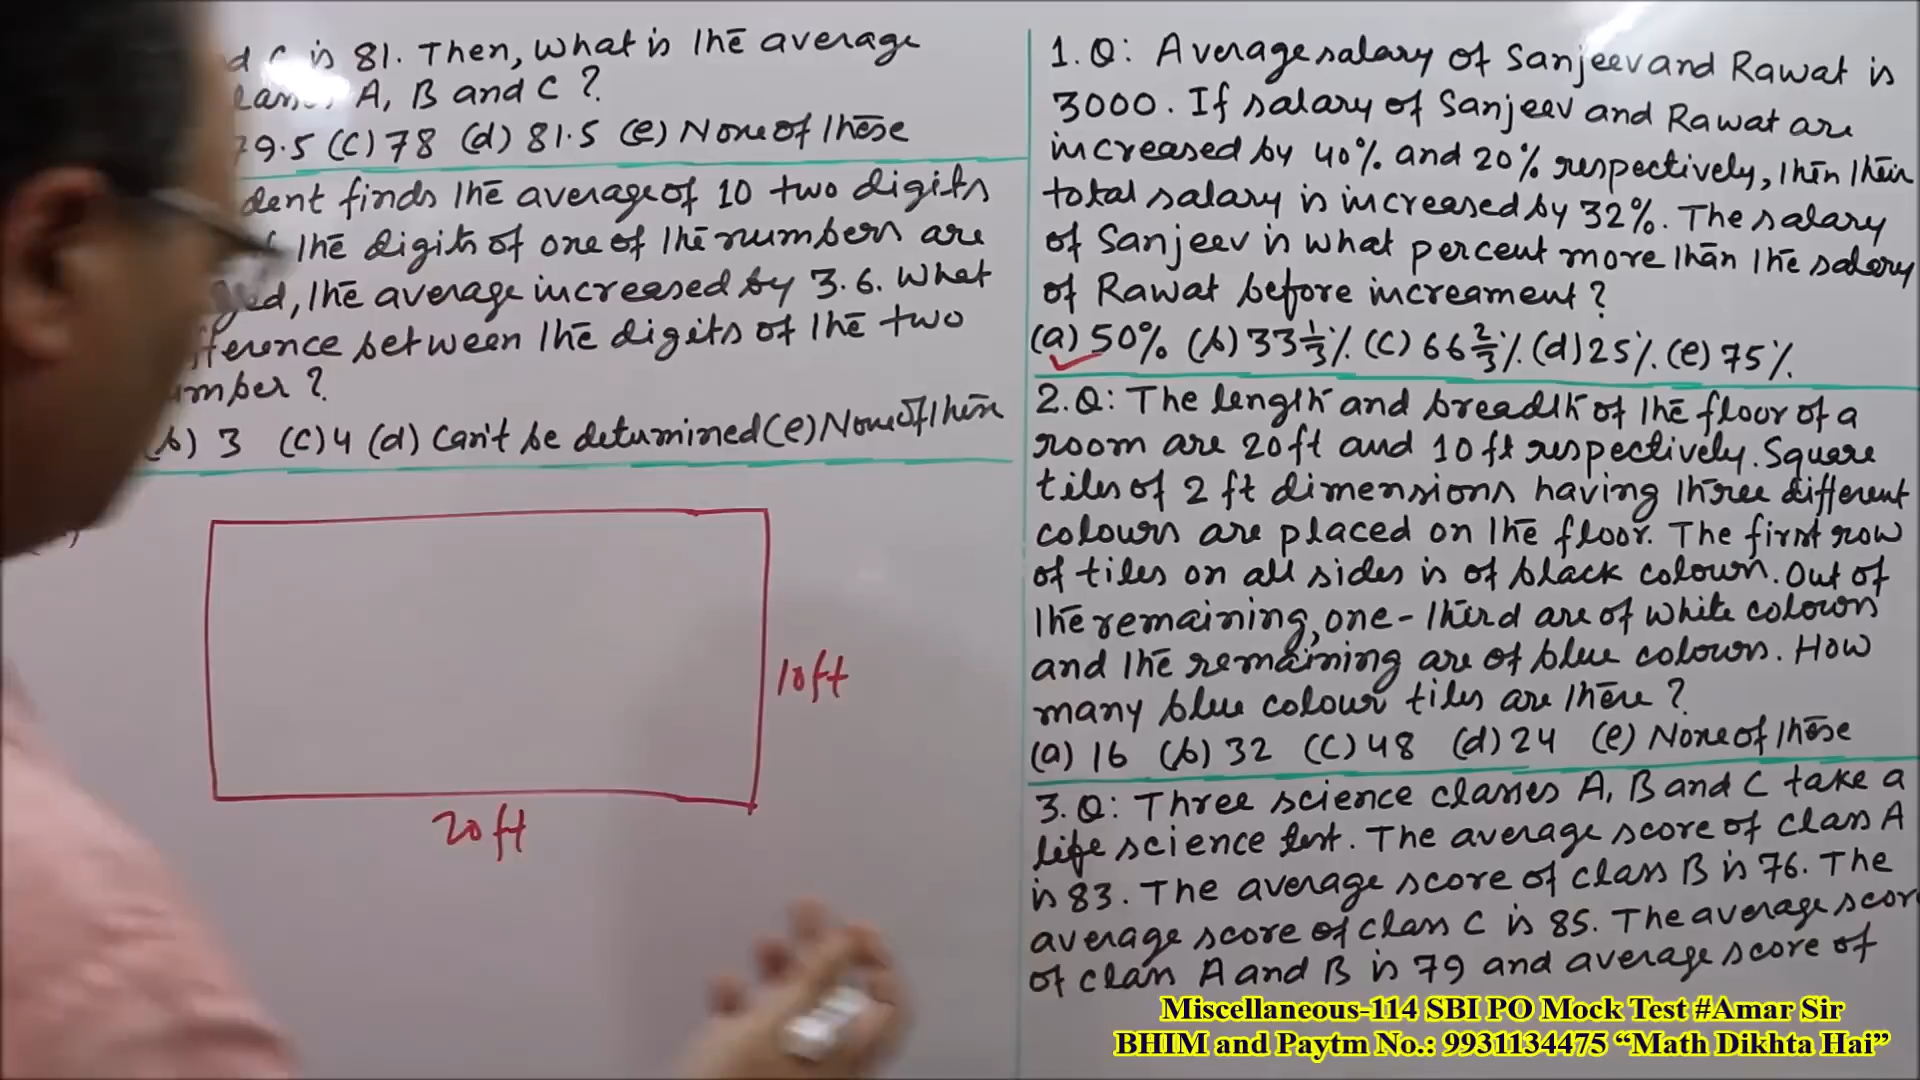 is 81. Then, what is the average
A, B and C ?
79.5 (c) 78 (d) 81.5 (e) None of these
dent finds the average of 10 two digits
the digits of one of the numbers are
ged, the average increased by 3.6. What
fference between the digits of the two
mber ?
(b) 3 (c) 4 (d) Can't be determined (e) None of these
10ft
20ft
1. Q: Average salary of Sanjeev and Rawat is
3000. If salary of Sanjeev and Rawat are
increased by 40% and 20% respectively, then their
total salary is increased by 32%. The salary
of Sanjeev is what percent more than the salary
of Rawat before increament ?
(a) 50% (b) 33 1/3 % (c) 66 2/3 % (d) 25% (e) 75%
2. Q: The length and breadth of the floor of a
room are 20ft and 10 ft respectively. Square
tiles of 2 ft dimensions having three different
colours are placed on the floor. The first row
of tiles on all sides is of black colour. Out of
the remaining, one-third are of white colours
and the remaining are of blue colours. How
many blue colour tiles are there ?
(a) 16 (b) 32 (c) 48 (d) 24 (e) None of these
3. Q: Three science classes A, B and C take a
life science test. The average score of class A
is 83. The average score of class B is 76. The
average score of class C is 85. The average scor
of class A and B is 79 and average score of
Miscellaneous-114 SBI PO Mock Test #Amar Sir
BHIM and Paytm No.: 9931134475 “Math Dikhta Hai”